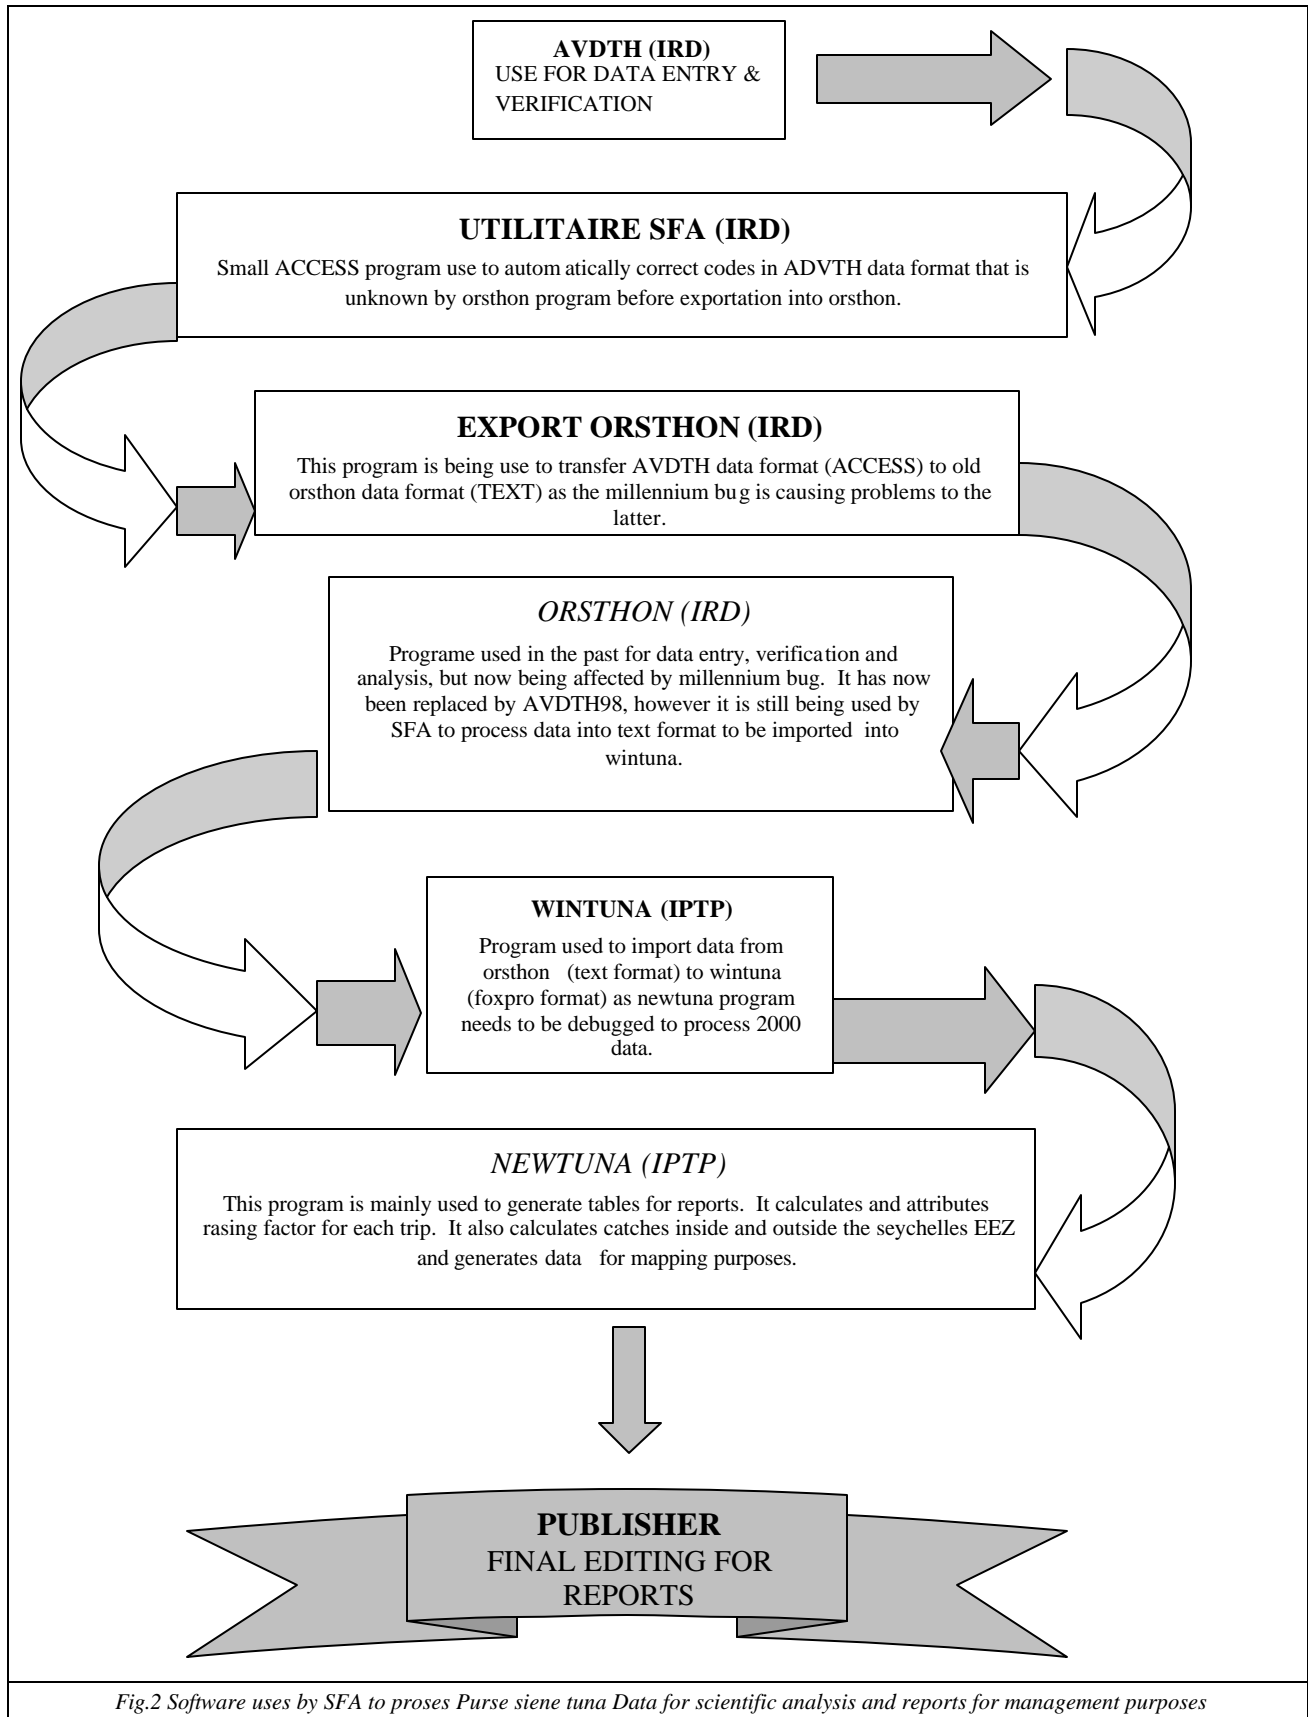 AVDTH (IRD)
USE FOR DATA ENTRY &
VERIFICATION
UTILITAIRE SFA (IRD)
Small ACCESS program use to autom atically correct codes in ADVTH data format that is
unknown by orsthon program before exportation into orsthon.
EXPORT ORSTHON (IRD)
This program is being use to transfer AVDTH data format (ACCESS) to old
orsthon data format (TEXT) as the millennium bug is causing problems to the
latter.
ORSTHON (IRD)
Programe used in the past for data entry, verification and
analysis, but now being affected by millennium bug.  It has now
been replaced by AVDTH98, however it is still being used by
SFA to process data into text format to be imported  into
wintuna.
WINTUNA (IPTP)
Program used to import data from
orsthon   (text format) to wintuna
(foxpro format) as newtuna program
needs to be debugged to process 2000
data.
NEWTUNA (IPTP)
This program is mainly used to generate tables for reports.  It calculates and attributes
rasing factor for each trip.  It also calculates catches inside and outside the seychelles EEZ
and generates data   for mapping purposes.
PUBLISHER
FINAL EDITING FOR
REPORTS
Fig.2 Software uses by SFA to proses Purse siene tuna Data for scientific analysis and reports for management purposes